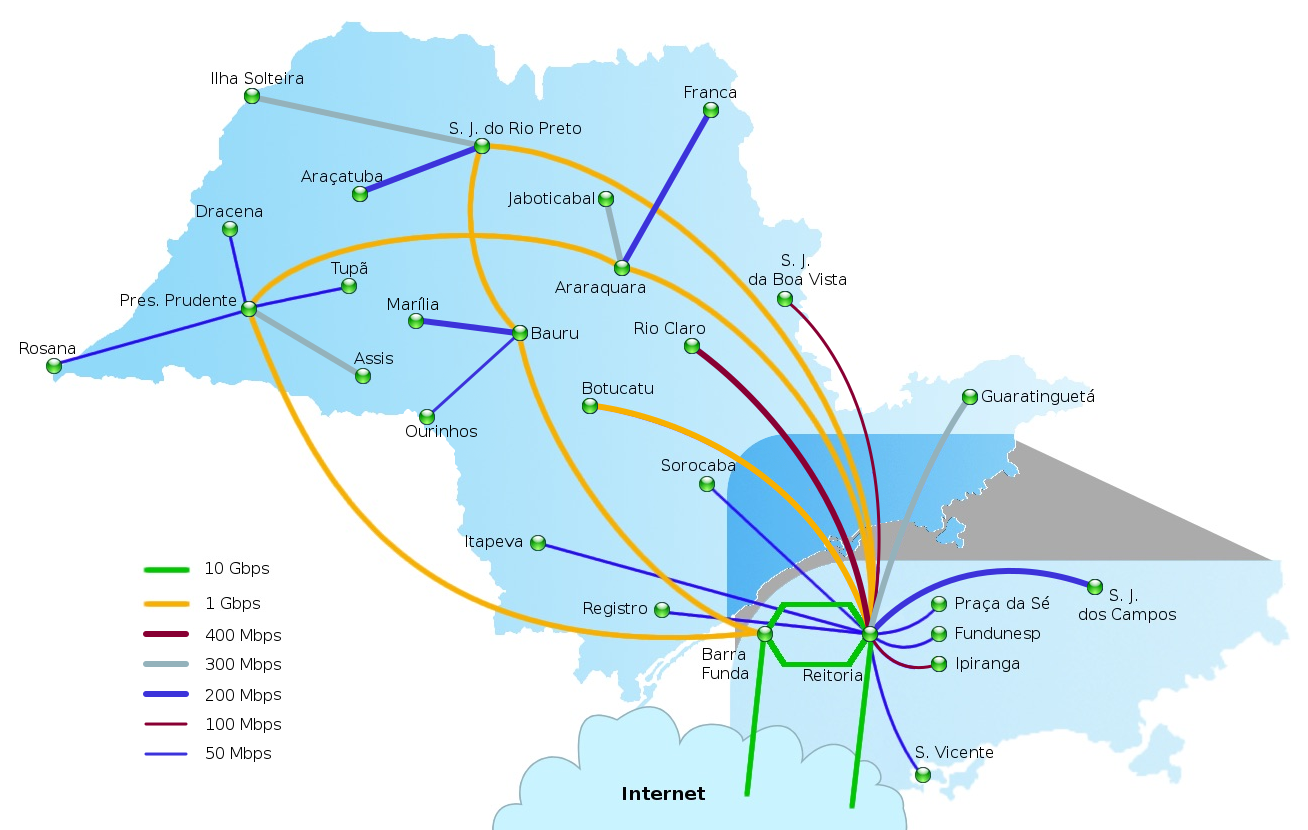 Ilha Solteira
Franca
S. J. do Rio Preto
Araçatuba
Jaboticabal
Dracena
S. J.
da Boa Vista
Tupã
Araraquara
Pres. Prudente
Marília
Rio Claro
Bauru
Rosana
Assis
Botucatu
Guaratinguetá
Ourinhos
Sorocaba
Itapeva
10 Gbps
1 Gbps
400 Mbps
300 Mbps
200 Mbps
100 Mbps
50 Mbps
Registro
Praça da Sé
S. J.
dos Campos
Fundunesp
Ipiranga
Barra
Funda
Reitoria
S. Vicente
Internet